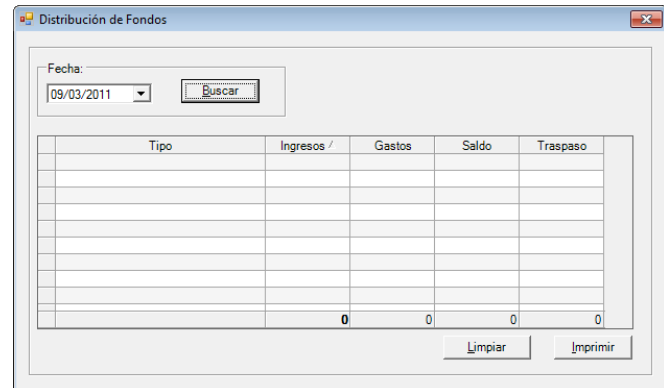 Distribución de Fondos
Fecha:
09/03/2011 Buscar
Tipo Ingresos / Gastos Saldo Traspaso
0 0 0 0
Limpiar Imprimir